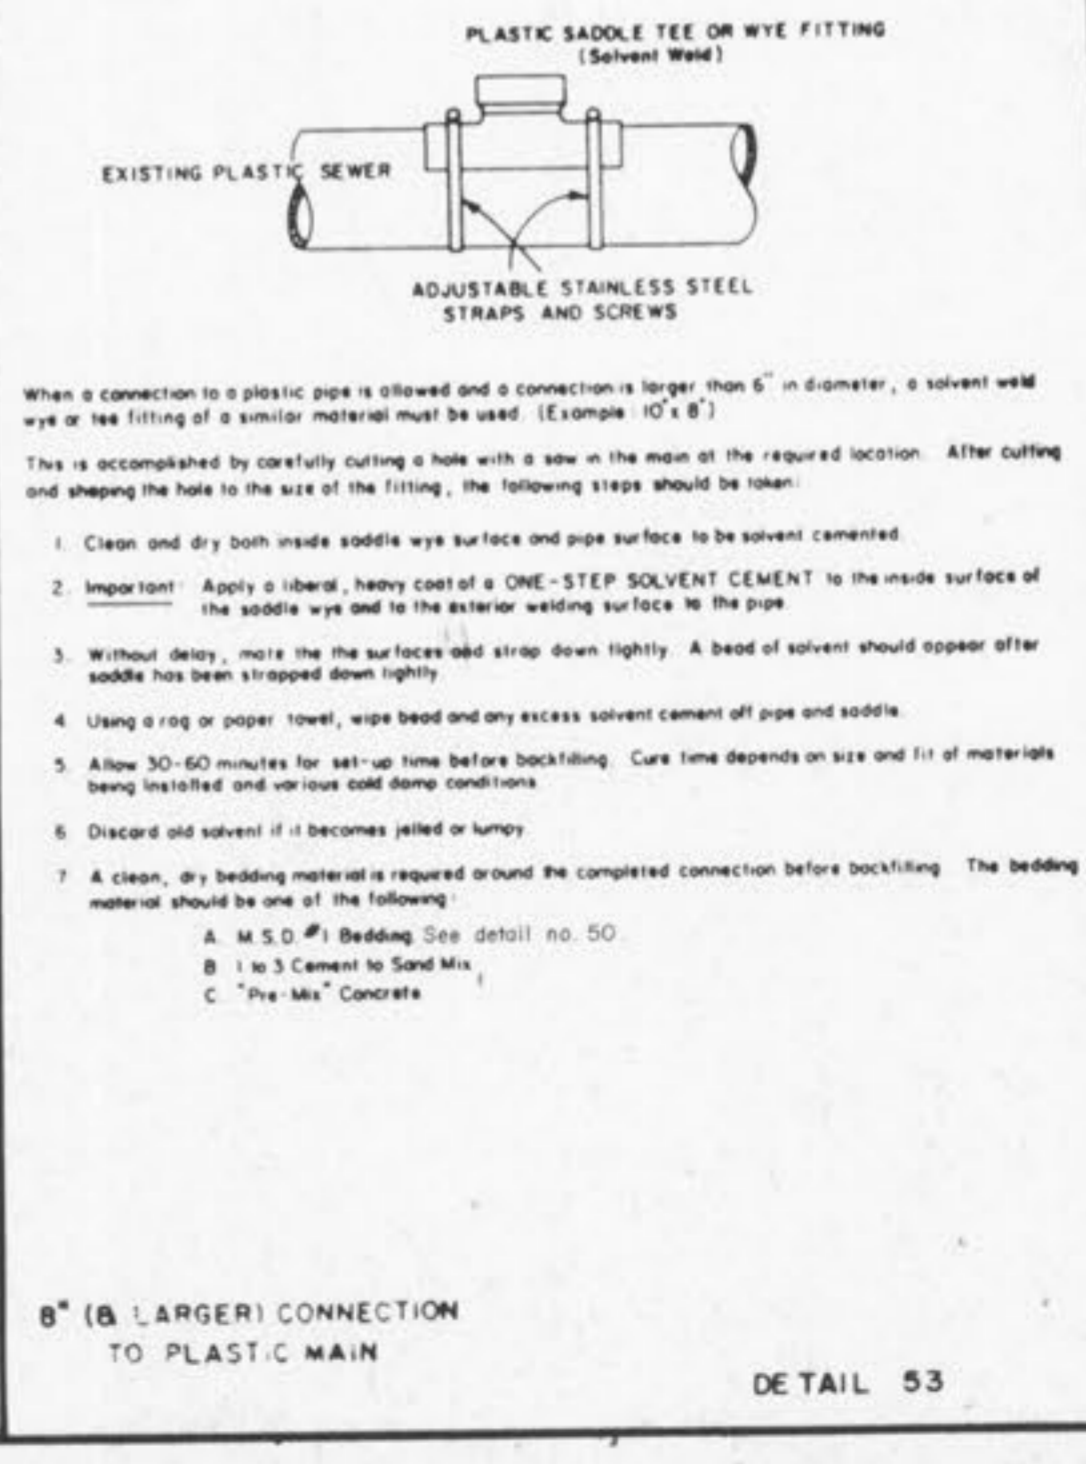 PLASTIC SADDLE TEE OR WYE FITTING
(Solvent Weld)
EXISTING PLASTIC SEWER
ADJUSTABLE STAINLESS STEEL
STRAPS AND SCREWS
When a connection to a plastic pipe is allowed and a connection is larger than 6" in diameter, a solvent weld
wye or tee fitting of a similar material must be used. (Example: 10" x 8")
This is accomplished by carefully cutting a hole with a saw in the main at the required location. After cutting
and shaping the hole to the size of the fitting, the following steps should be taken:
1. Clean and dry both inside saddle wye surface and pipe surface to be solvent cemented.
2. Important: Apply a liberal, heavy coat of a ONE-STEP SOLVENT CEMENT to the inside surface of
the saddle wye and to the exterior welding surface to the pipe.
3. Without delay, mate the the surfaces and strap down tightly. A bead of solvent should appear after
saddle has been strapped down tightly.
4. Using a rag or paper towel, wipe bead and any excess solvent cement off pipe and saddle.
5. Allow 30-60 minutes for set-up time before backfilling. Cure time depends on size and fit of materials
being installed and various cold damp conditions.
6. Discard old solvent if it becomes jelled or lumpy.
7. A clean, dry bedding material is required around the completed connection before backfilling. The bedding
material should be one of the following:
A. M.S.D. #1 Bedding. See detail no. 50.
B. 1 to 3 Cement to Sand Mix
C. "Pre-Mix" Concrete
8" (& LARGER) CONNECTION
TO PLASTIC MAIN
DETAIL 53